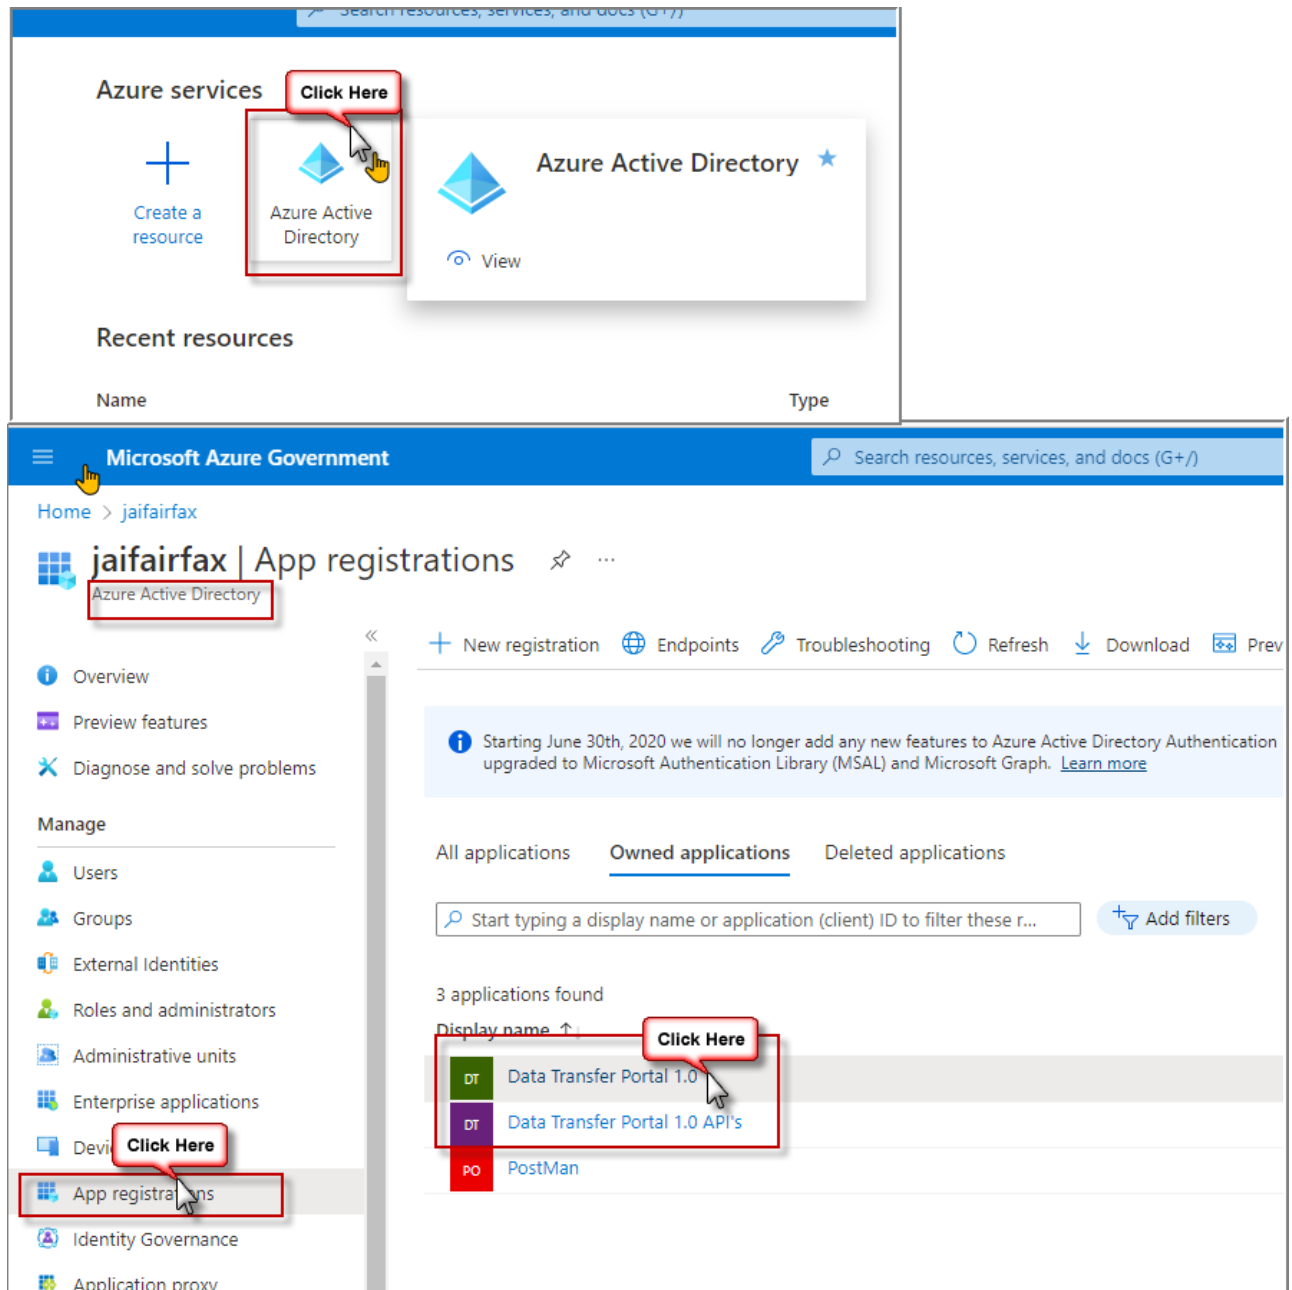 Search resources, services, and docs (G+/)
Azure services
Click Here
Create a
resource
Azure Active
Directory
Azure Active Directory
View
Recent resources
Name Type
Microsoft Azure Government
Search resources, services, and docs (G+/)
Home > jaifairfax
jaifairfax | App registrations ...
Azure Active Directory
«
New registration Endpoints Troubleshooting Refresh Download Prev
Overview
Preview features
Diagnose and solve problems
Starting June 30th, 2020 we will no longer add any new features to Azure Active Directory Authentication
upgraded to Microsoft Authentication Library (MSAL) and Microsoft Graph. Learn more
Manage
Users
Groups
External Identities
Roles and administrators
Administrative units
Enterprise applications
Devi
Click Here
App registrations
Identity Governance
Application proxy
All applications Owned applications Deleted applications
Start typing a display name or application (client) ID to filter these r...
Add filters
3 applications found
Display name
Click Here
DT Data Transfer Portal 1.0
DT Data Transfer Portal 1.0 API's
PO PostMan